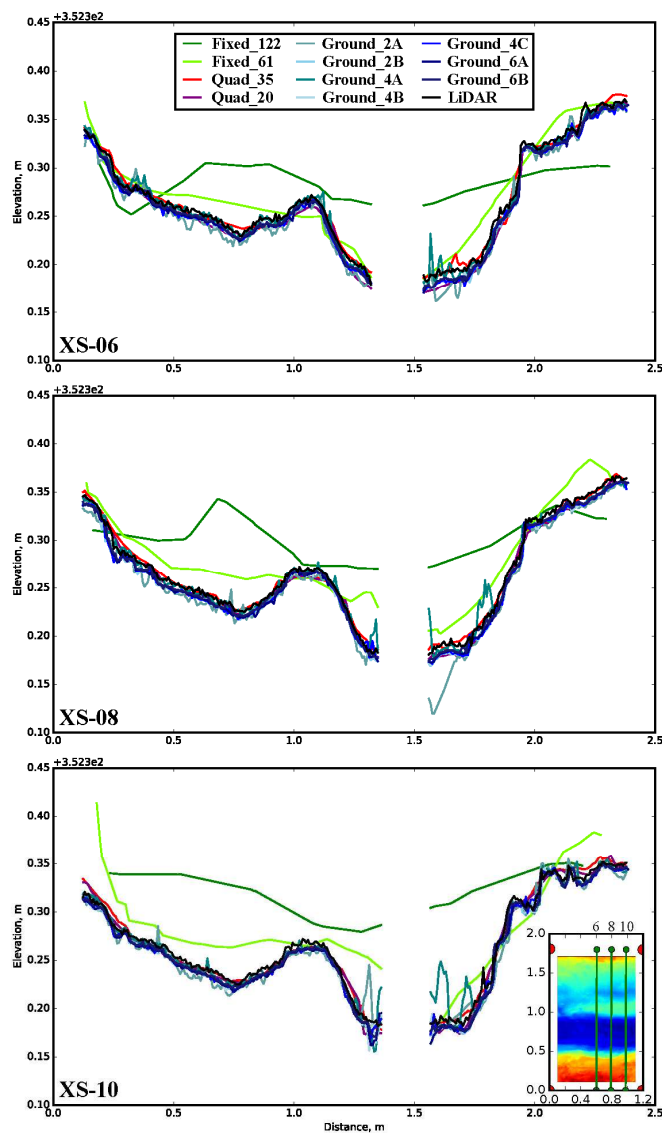 +3.523e2
0.45
Fixed_122
Ground_2A
Ground_4C
Fixed_61
Ground_2B
Ground_6A
Quad_35
Ground_4A
Ground_6B
Quad_20
Ground_4B
LiDAR
0.40
0.35
0.30
0.25
0.20
0.15
0.10
Elevation, m
XS-06
0.0 0.5 1.0 1.5 2.0 2.5
+3.523e2
0.45
0.40
0.35
0.30
0.25
0.20
0.15
0.10
Elevation, m
XS-08
0.0 0.5 1.0 1.5 2.0 2.5
+3.523e2
0.45
0.40
0.35
0.30
0.25
0.20
0.15
0.10
Elevation, m
XS-10
6 8 10
2.0
1.5
1.0
0.5
0.0
0.0 0.4 0.8 1.2
0.0 0.5 1.0 1.5 2.0 2.5
Distance, m